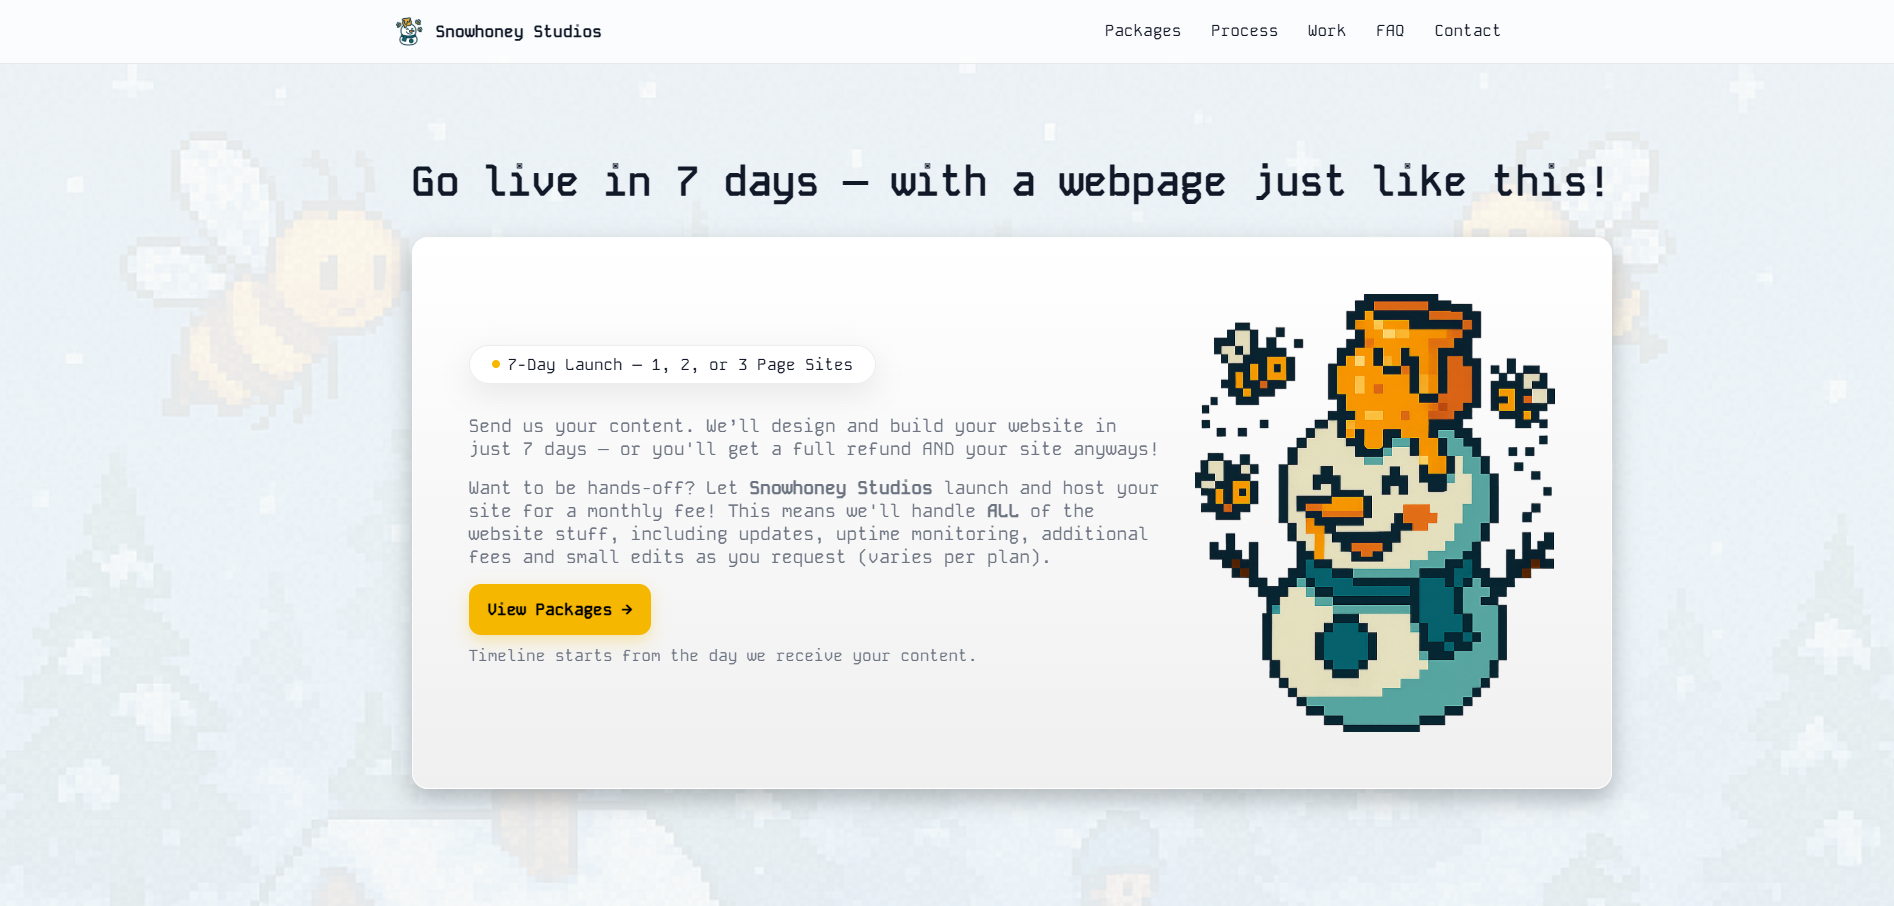 Snowhoney Studios
Packages Process Work FAQ Contact
Go live in 7 days — with a webpage just like this!
7-Day Launch — 1, 2, or 3 Page Sites
Send us your content. We’ll design and build your website in
just 7 days — or you'll get a full refund AND your site anyways!
Want to be hands-off? Let Snowhoney Studios launch and host your
site for a monthly fee! This means we'll handle ALL of the
website stuff, including updates, uptime monitoring, additional
fees and small edits as you request (varies per plan).
View Packages →
Timeline starts from the day we receive your content.